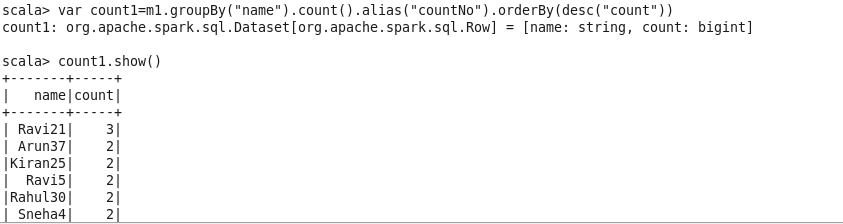 scala> var count1=m1.groupBy("name").count().alias("countNo").orderBy(desc("count"))
count1: org.apache.spark.sql.Dataset[org.apache.spark.sql.Row] = [name: string, count: bigint]
scala> count1.show()
+-------+-----+
|   name|count|
+-------+-----+
| Ravi21|    3|
| Arun37|    2|
|Kiran25|    2|
|  Ravi5|    2|
|Rahul30|    2|
| Sneha4|    2|